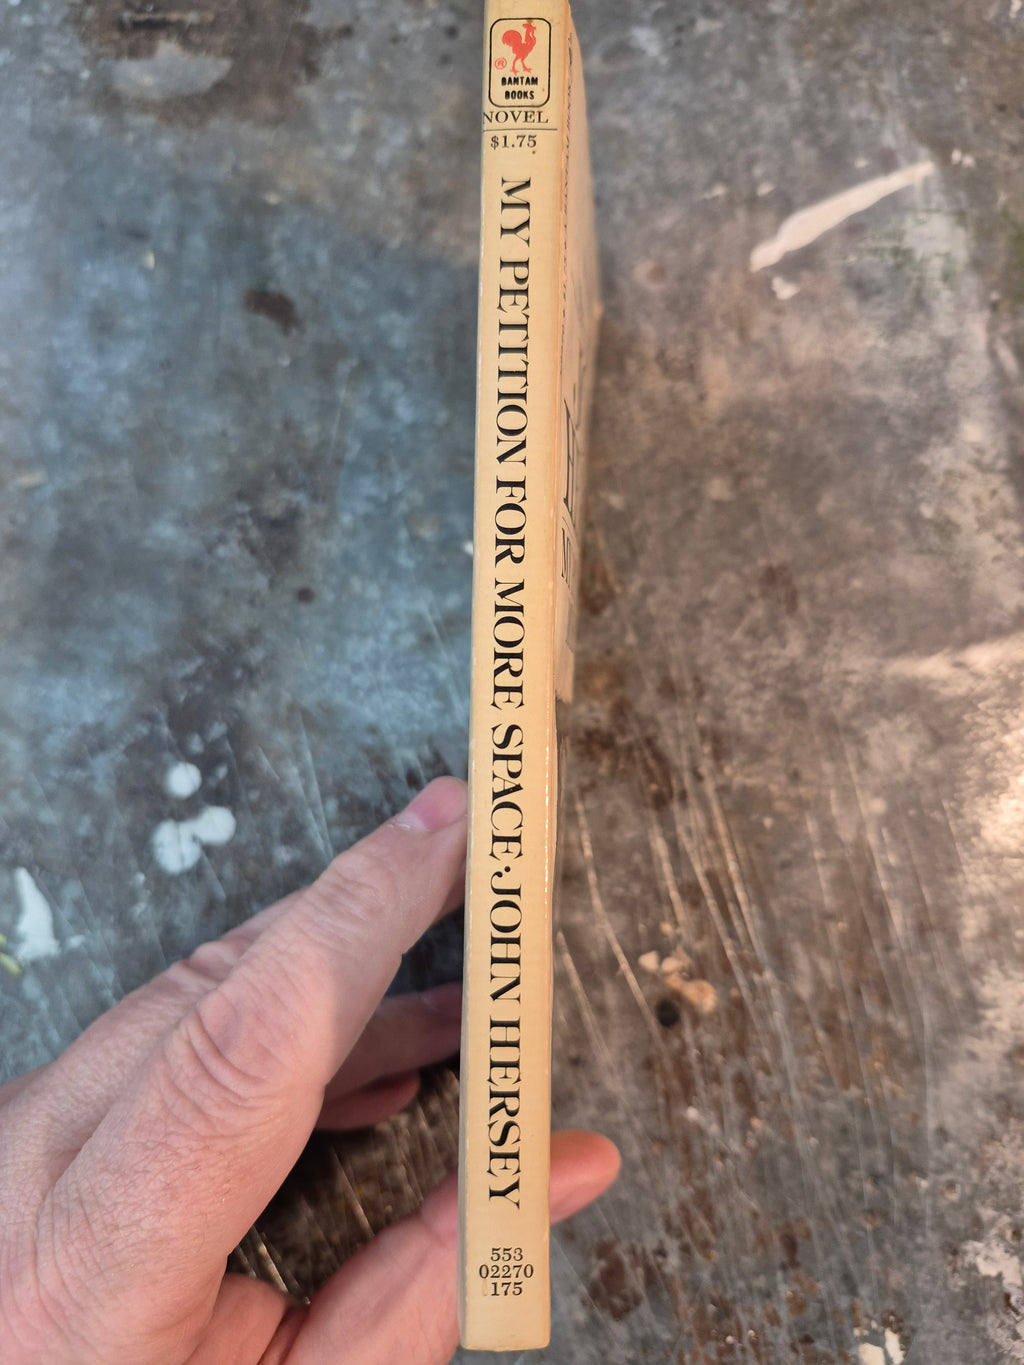 ®
BANTAM
BOOKS
NOVEL
$1.75
MY PETITION FOR MORE SPACE·JOHN HERSEY
553
02270
175